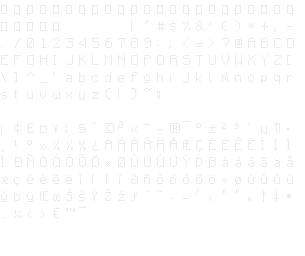 ! " # $ % & ' ( ) * + , -
. / 0 1 2 3 4 5 6 7 8 9 : ; < = > ? @ A B C D
E F G H I J K L M N O P Q R S T U V W X Y Z [
\ ] ^ _ ` a b c d e f g h i j k l m n o p q r
s t u v w x y z { | } ~
¡ ¢ £ ¤ ¥ ¦ § ¨ © ª « ¬ - ® ¯ ° ± ² ³ ´ µ ¶ ·
¸ ¹ º » ¼ ½ ¾ ¿ À Á Â Ã Ä Å Æ Ç È É Ê Ë Ì Í Î
Ï Ð Ñ Ò Ó Ô Õ Ö × Ø Ù Ú Û Ü Ý Þ ß à á â ã ä å
æ ç è é ê ë ì í î ï ð ñ ò ó ô õ ö ÷ ø ù ú û ü
ý þ ÿ Œ œ Š š Ÿ Ž ž ƒ ˆ ˜
‹ › € ™